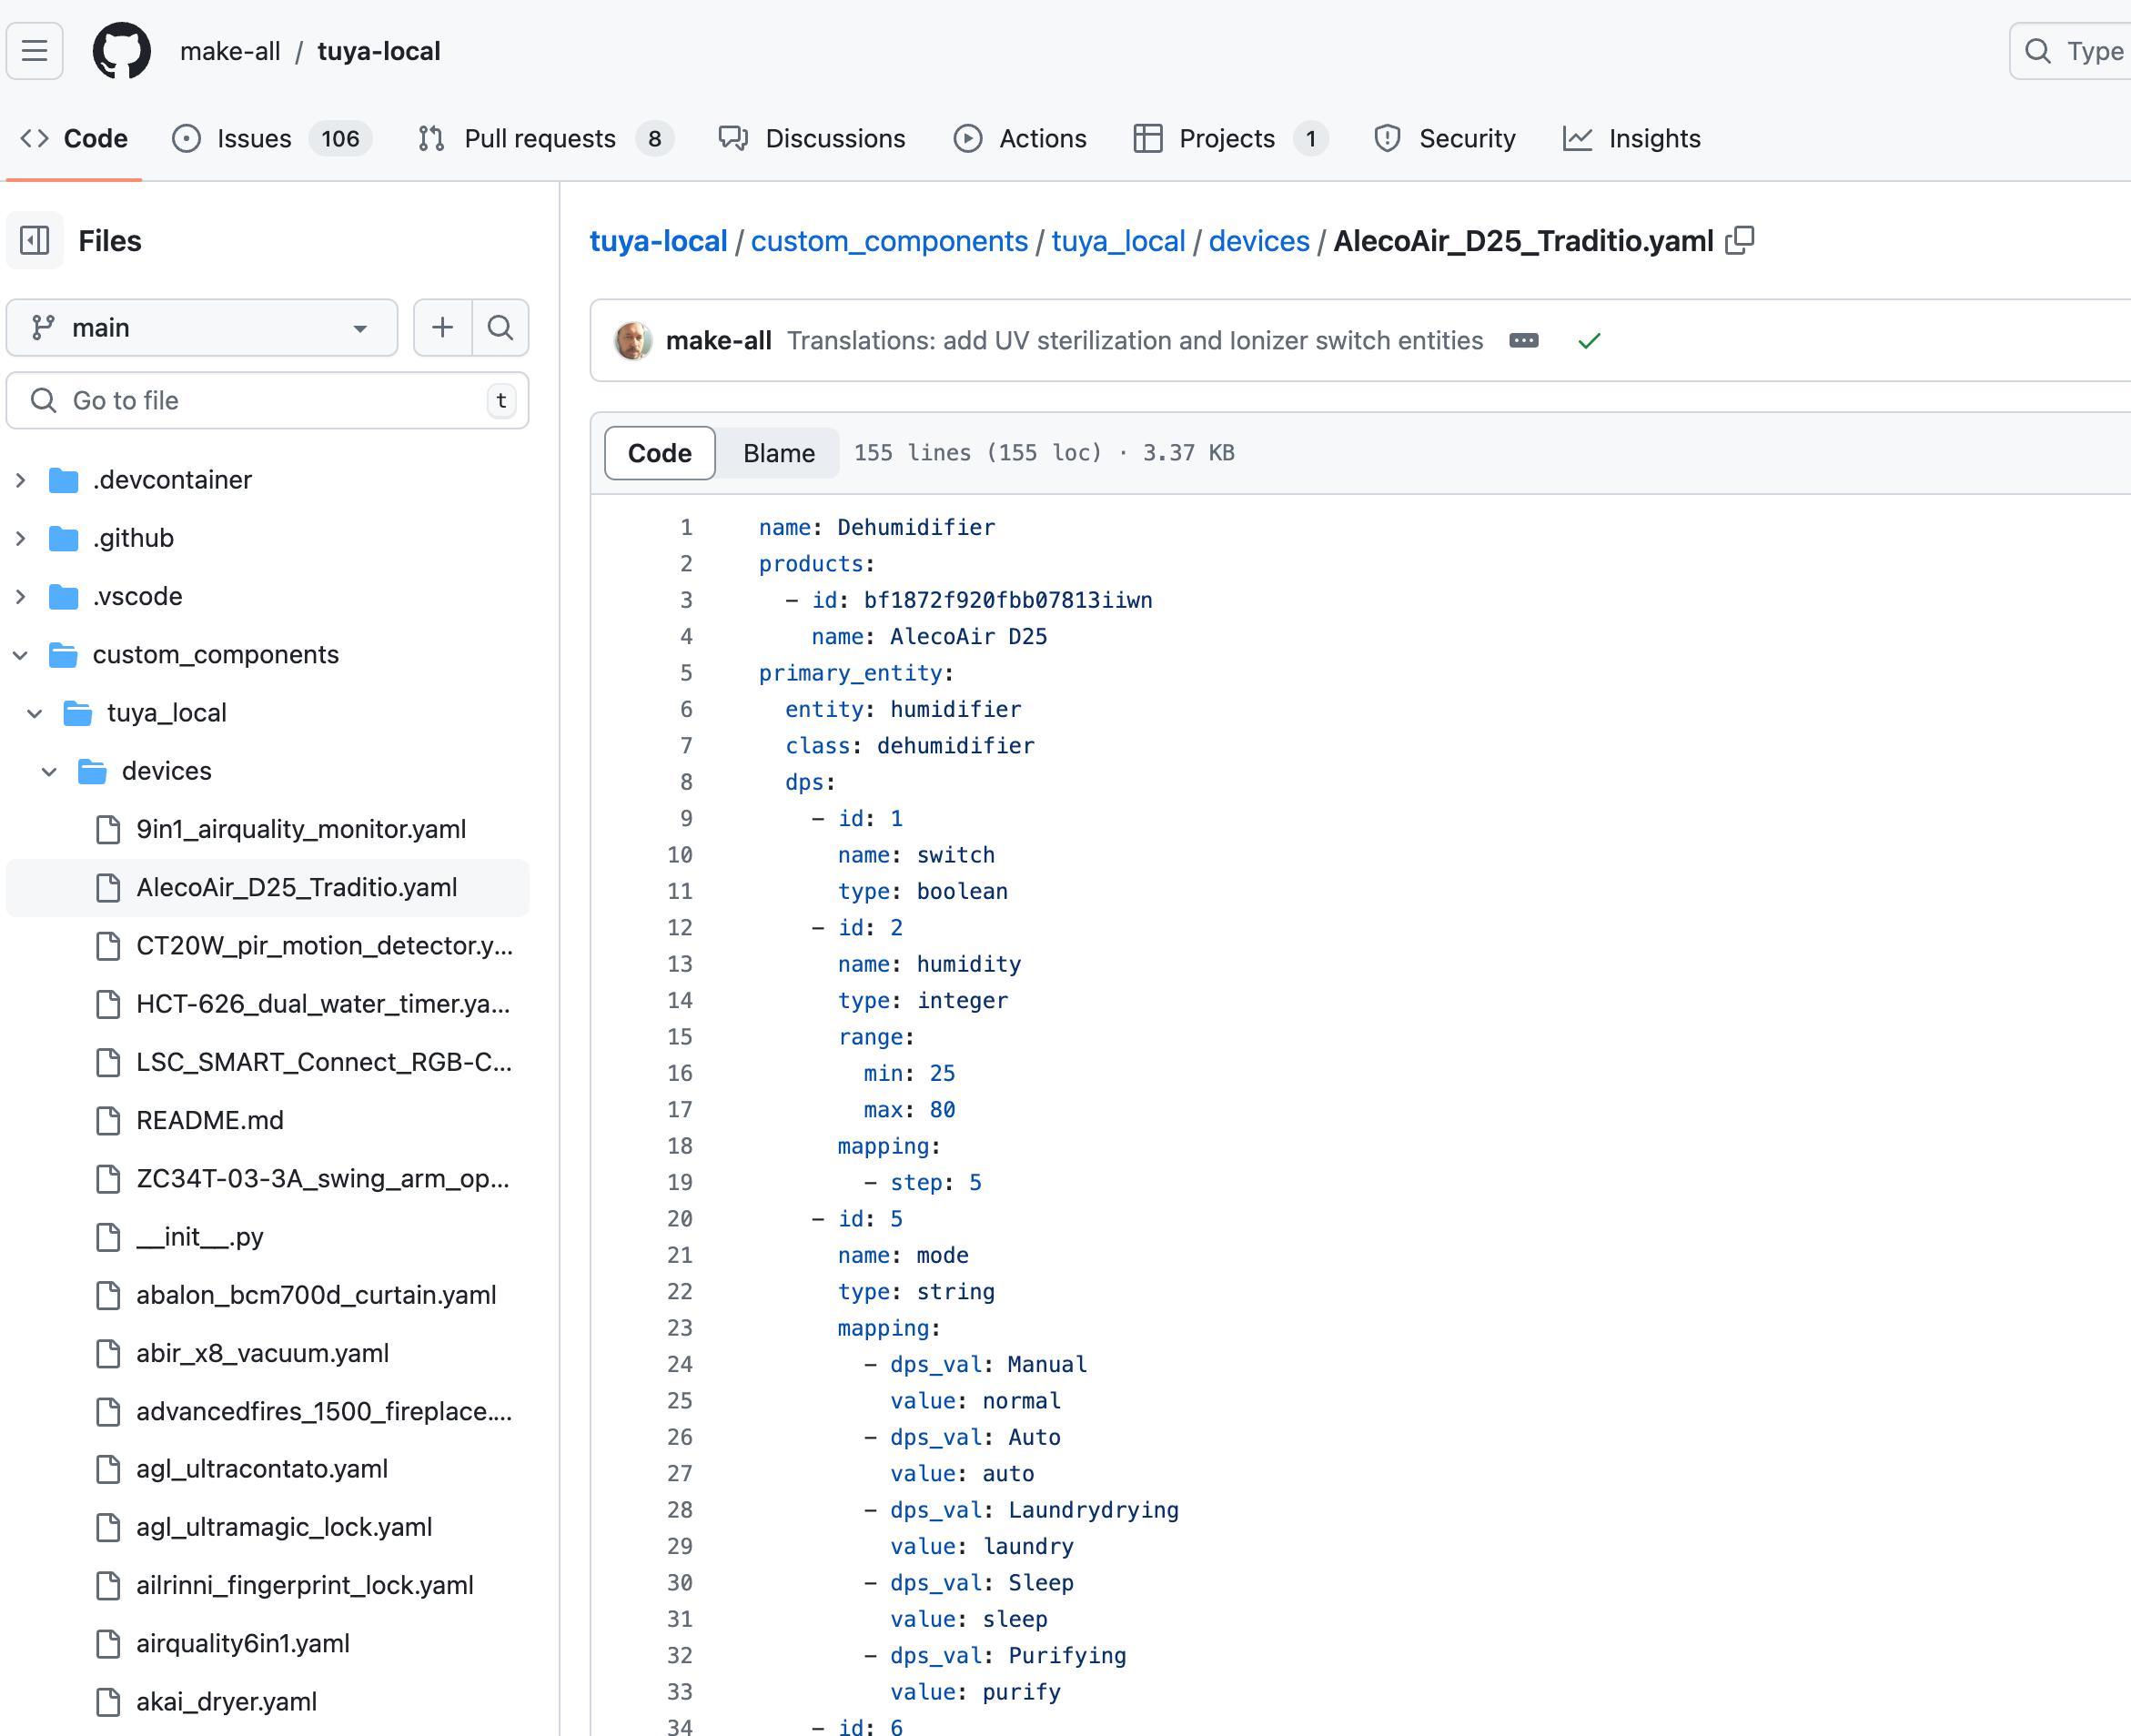 make-all / tuya-local
Type
Code
Issues 106
Pull requests 8
Discussions
Actions
Projects 1
Security
Insights
Files
main
Go to file
t
.devcontainer
.github
.vscode
custom_components
tuya_local
devices
9in1_airquality_monitor.yaml
AlecoAir_D25_Traditio.yaml
CT20W_pir_motion_detector.y...
HCT-626_dual_water_timer.ya...
LSC_SMART_Connect_RGB-C...
README.md
ZC34T-03-3A_swing_arm_op...
__init__.py
abalon_bcm700d_curtain.yaml
abir_x8_vacuum.yaml
advancedfires_1500_fireplace....
agl_ultracontato.yaml
agl_ultramagic_lock.yaml
ailrinni_fingerprint_lock.yaml
airquality6in1.yaml
akai_dryer.yaml
tuya-local / custom_components / tuya_local / devices / AlecoAir_D25_Traditio.yaml
make-all Translations: add UV sterilization and Ionizer switch entities
Code Blame 155 lines (155 loc) · 3.37 KB
1 name: Dehumidifier
2 products:
3 - id: bf1872f920fbb07813iiwn
4 name: AlecoAir D25
5 primary_entity:
6 entity: humidifier
7 class: dehumidifier
8 dps:
9 - id: 1
10 name: switch
11 type: boolean
12 - id: 2
13 name: humidity
14 type: integer
15 range:
16 min: 25
17 max: 80
18 mapping:
19 - step: 5
20 - id: 5
21 name: mode
22 type: string
23 mapping:
24 - dps_val: Manual
25 value: normal
26 - dps_val: Auto
27 value: auto
28 - dps_val: Laundrydrying
29 value: laundry
30 - dps_val: Sleep
31 value: sleep
32 - dps_val: Purifying
33 value: purify
34 - id: 6